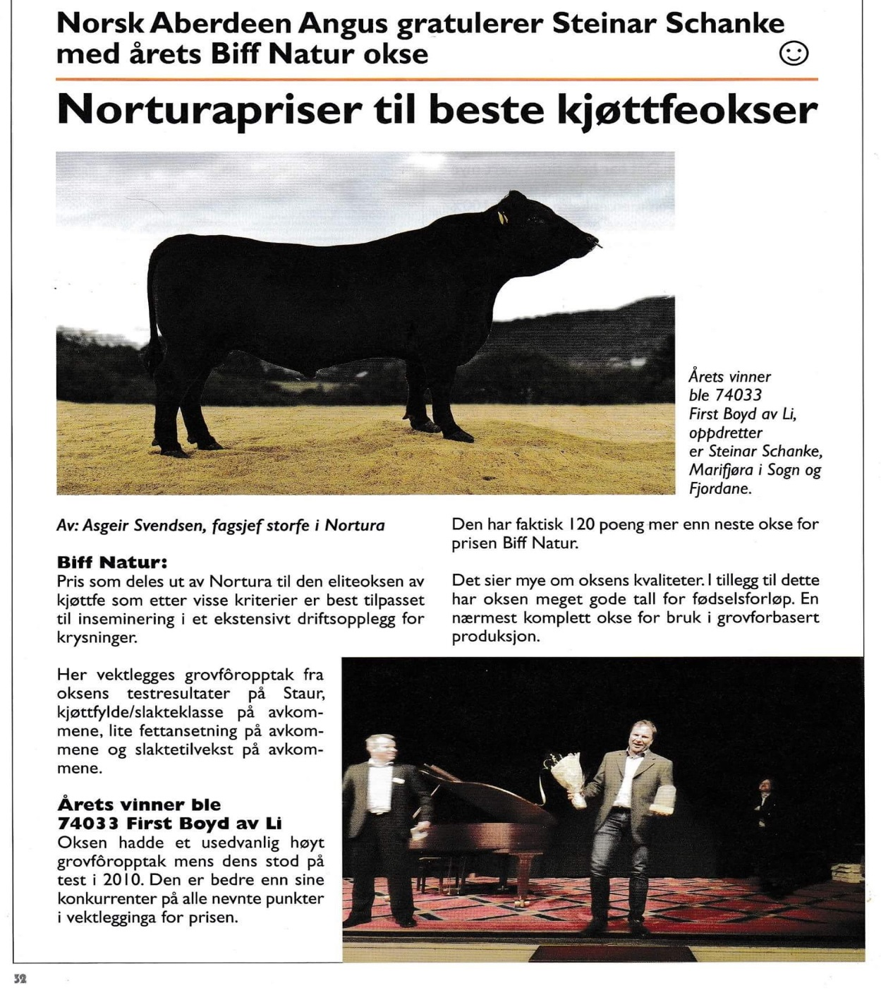 Norsk Aberdeen Angus gratulerer Steinar Schanke
med årets Biff Natur okse
Norturapriser til beste kjøttfeokser
Årets vinner
ble 74033
First Boyd av Li,
oppdretter
er Steinar Schanke,
Marifjøra i Sogn og
Fjordane.
Av: Asgeir Svendsen, fagsjef storfe i Nortura
Biff Natur:
Pris som deles ut av Nortura til den eliteoksen av
kjøttfe som etter visse kriterier er best tilpasset
til inseminering i et ekstensivt driftsopplegg for
krysninger.
Her vektlegges grovfôropptak fra
oksens testresultater på Staur,
kjøttfylde/slakteklasse på avkom-
mene, lite fettansetning på avkom-
mene og slaktetilvekst på avkom-
mene.
Årets vinner ble
74033 First Boyd av Li
Oksen hadde et usedvanlig høyt
grovfôropptak mens dens stod på
test i 2010. Den er bedre enn sine
konkurrenter på alle nevnte punkter
i vektlegginga for prisen.
Den har faktisk 120 poeng mer enn neste okse for
prisen Biff Natur.
Det sier mye om oksens kvaliteter. I tillegg til dette
har oksen meget gode tall for fødselsforløp. En
nærmest komplett okse for bruk i grovforbasert
produksjon.
32